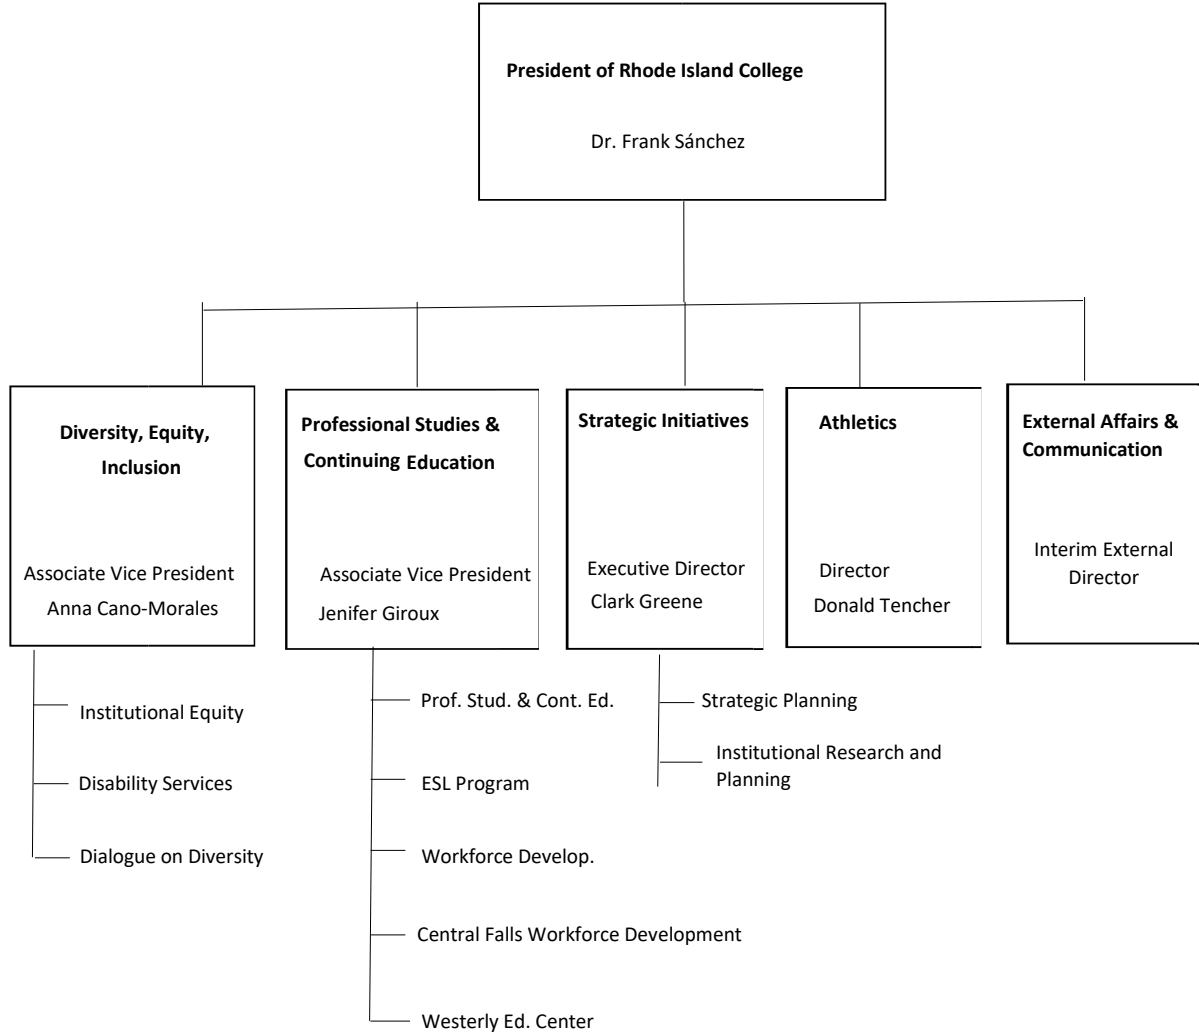 President of Rhode Island College
Dr. Frank Sánchez
Diversity, Equity,
Inclusion
Associate Vice President
Anna Cano-Morales
Professional Studies &
Continuing Education
Associate Vice President
Jenifer Giroux
Strategic Initiatives
Executive Director
Clark Greene
Athletics
Director
Donald Tencher
External Affairs &
Communication
Interim External
Director
Institutional Equity
Disability Services
Dialogue on Diversity
Prof. Stud. & Cont. Ed.
ESL Program
Workforce Develop.
Central Falls Workforce Development
Westerly Ed. Center
Strategic Planning
Institutional Research and
Planning